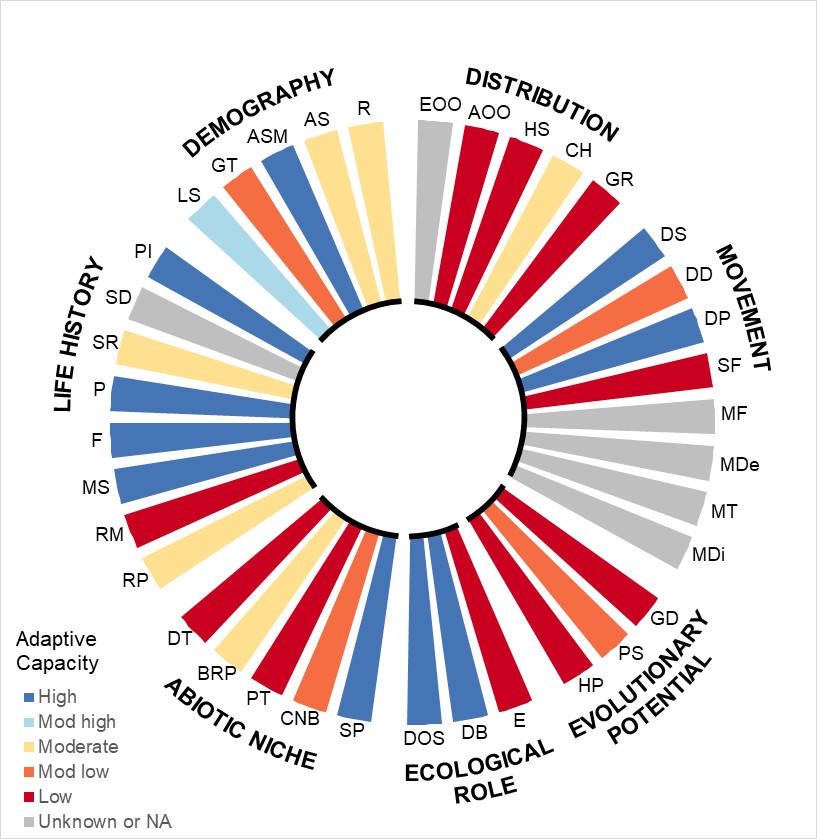 DEMOGRAPHY
LS
GT
ASM
AS
R
DISTRIBUTION
EOO
AOO
HS
CH
GR
MOVEMENT
DS
DD
DP
SF
MF
MDe
MT
MDi
EVOLUTIONARY
POTENTIAL
GD
PS
HP
ECOLOGICAL
ROLE
E
DB
DOS
ABIOTIC NICHE
SP
CNB
PT
BRP
DT
LIFE HISTORY
RP
RM
MS
F
P
SR
SD
PI
Adaptive
Capacity
High
Mod high
Moderate
Mod low
Low
Unknown or NA